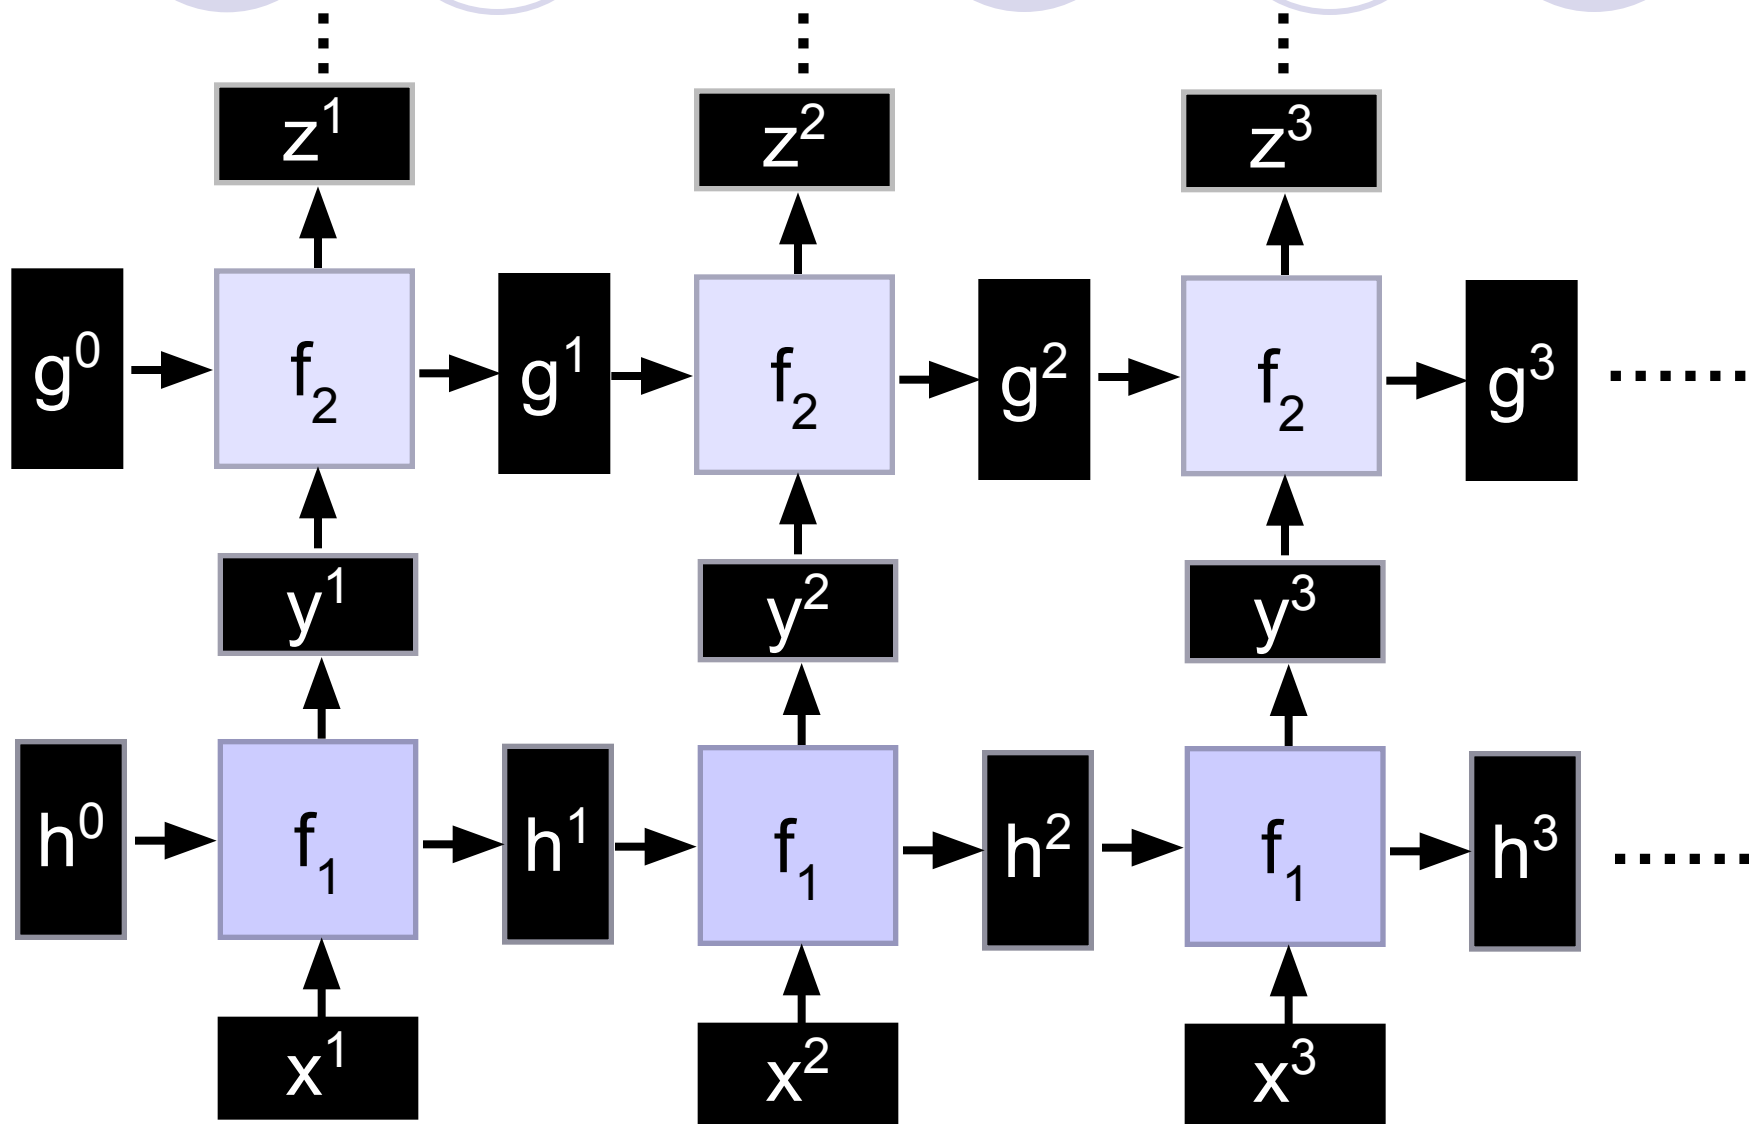 z¹ z² z³
g⁰ f₂ g¹ f₂ g² f₂ g³ ......
y¹ y² y³
h⁰ f₁ h¹ f₁ h² f₁ h³ ......
x¹ x² x³